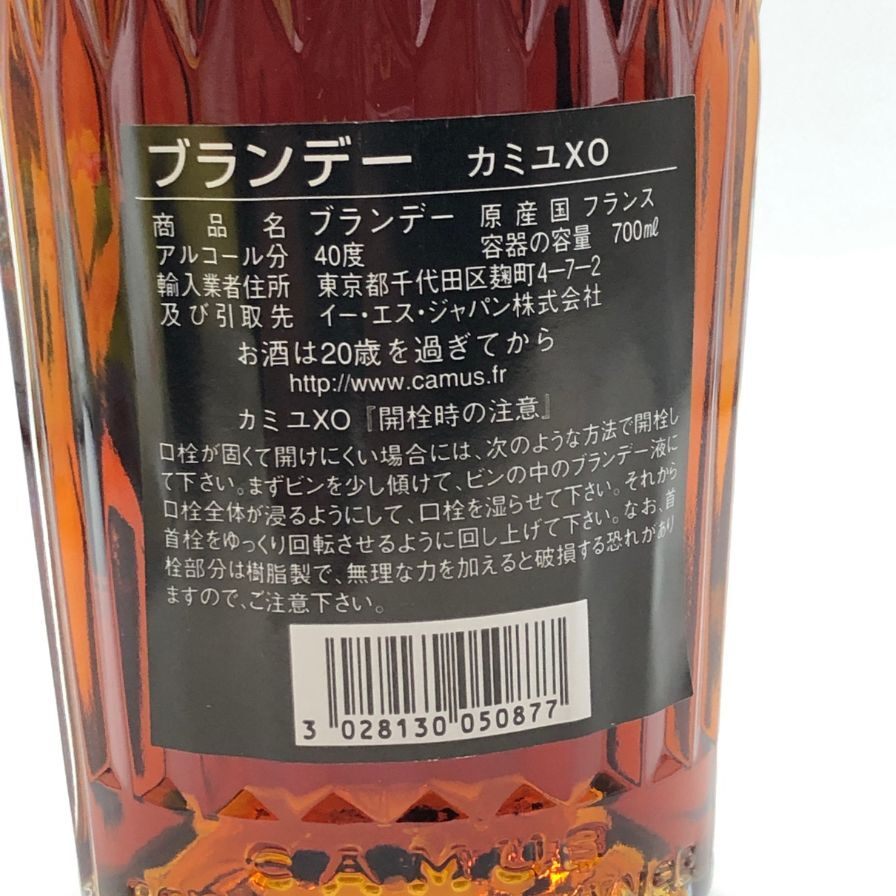 ブランデー カミユXO
商品名 ブランデー 原産国 フランス
アルコール分 40度 容器の容量 700ml
輸入業者住所 東京都千代田区麹町4-7-2
及び引取先 イー・エス・ジャパン株式会社
お酒は20歳を過ぎてから
http://www.camus.fr
カミユXO『開栓時の注意』
口栓が固くて開けにくい場合には、次のような方法で開栓し
て下さい。まずビンを少し傾けて、ビンの中のブランデー液に
口栓全体が浸るようにして、口栓を湿らせて下さい。それから
首栓をゆっくり回転させるように回し上げて下さい。なお、首
栓部分は樹脂製で、無理な力を加えると破損する恐れがあり
ますので、ご注意下さい。
3 028130 050877
CAMUS